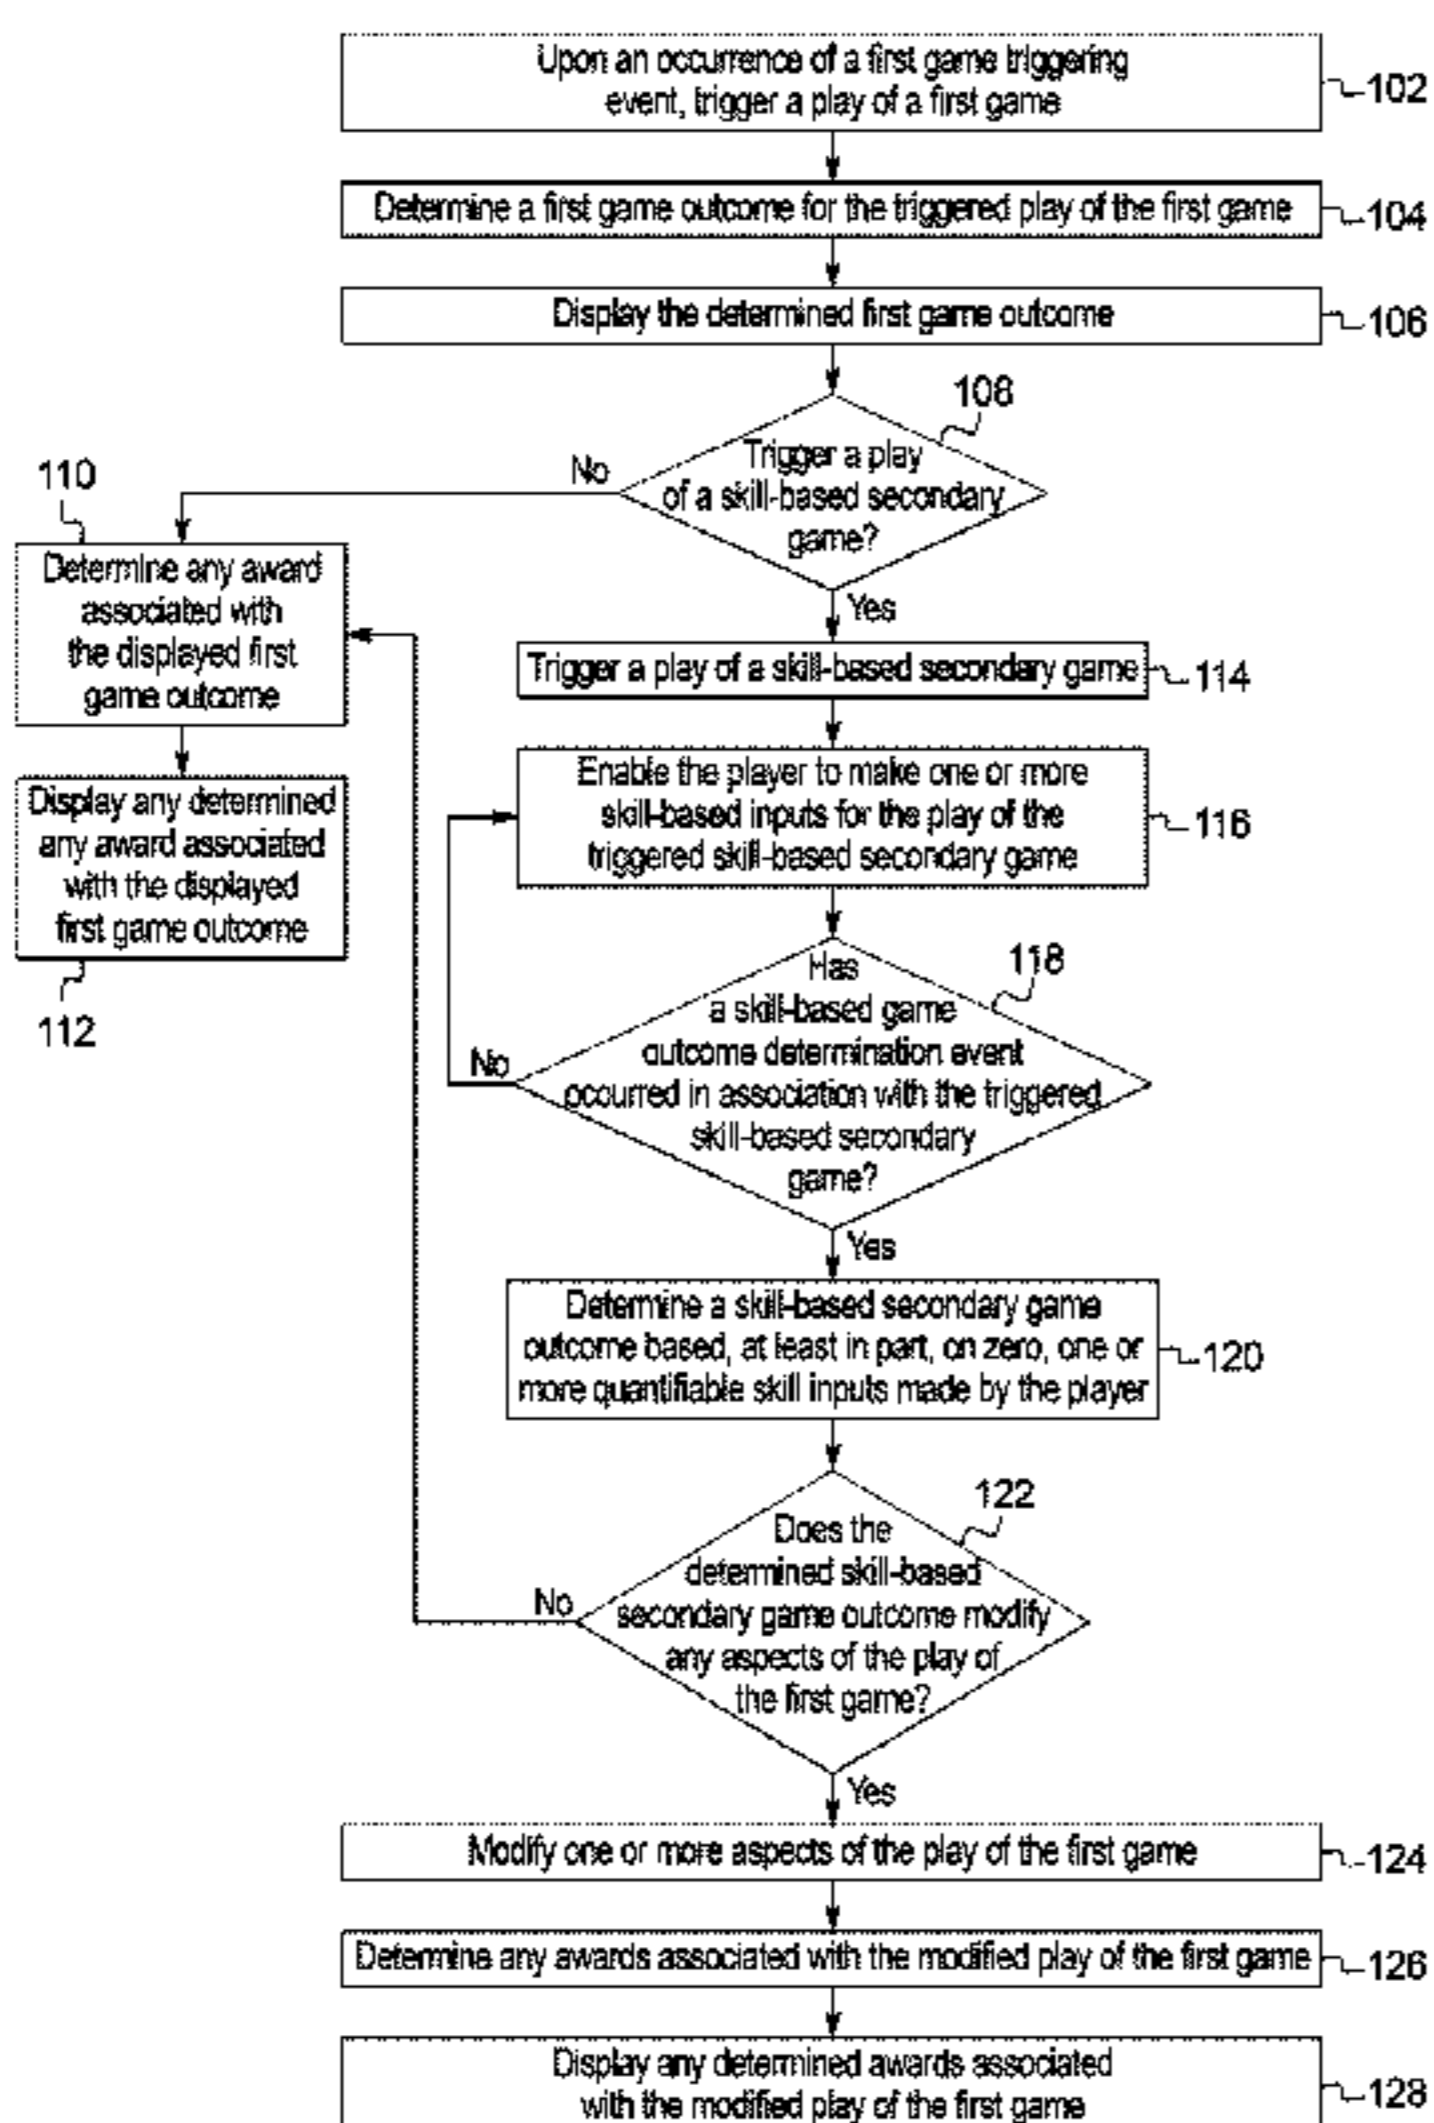 Upon an occurrence of a first game triggering
event, trigger a play of a first game
102
Determine a first game outcome for the triggered play of the first game
104
Display the determined first game outcome
106
108
Trigger a play
of a skill-based secondary
game?
No
Yes
110
Determine any award
associated with
the displayed first
game outcome
Display any determined
any award associated
with the displayed
first game outcome
112
Trigger a play of a skill-based secondary game
114
Enable the player to make one or more
skill-based inputs for the play of the
triggered skill-based secondary game
116
118
Has
a skill-based game
outcome determination event
occurred in association with the triggered
skill-based secondary
game?
No
Yes
Determine a skill-based secondary game
outcome based, at least in part, on zero, one or
more quantifiable skill inputs made by the player
120
122
Does the
determined skill-based
secondary game outcome modify
any aspects of the play of
the first game?
No
Yes
Modify one or more aspects of the play of the first game
124
Determine any awards associated with the modified play of the first game
126
Display any determined awards associated
with the modified play of the first game
128